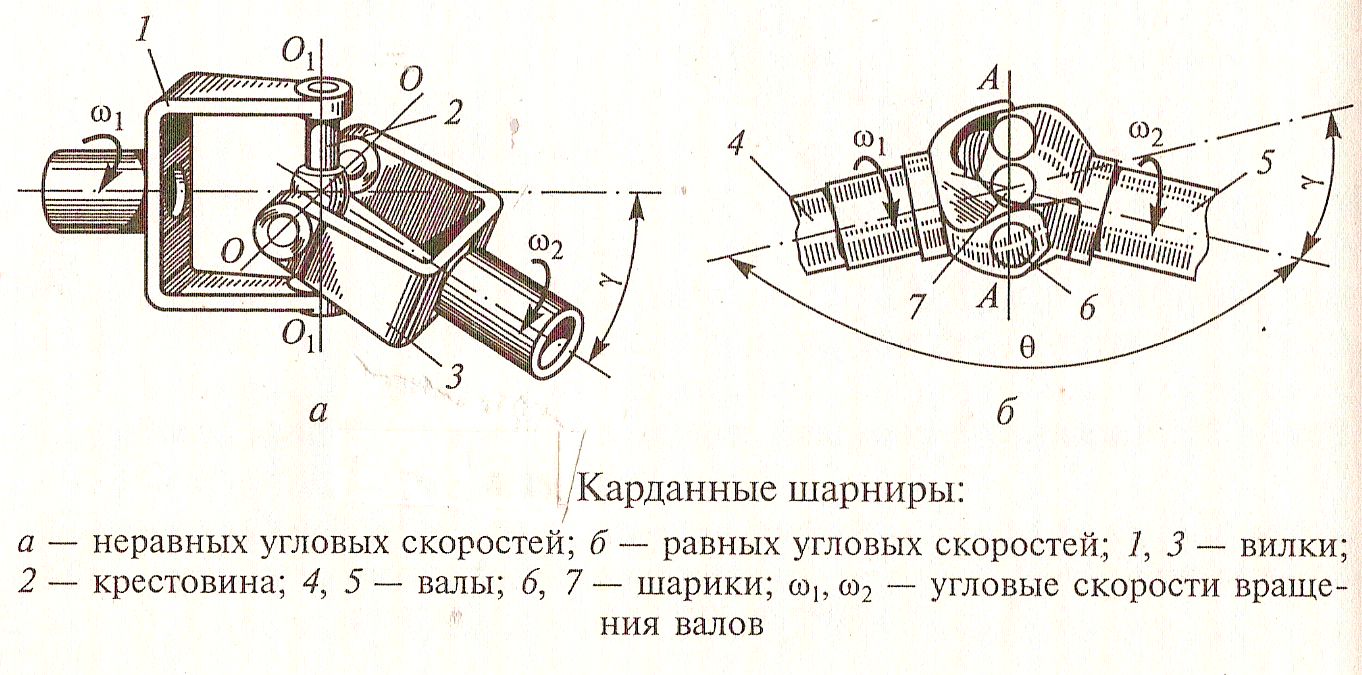 1
O₁
O
2
ω₁
O
ω₂
γ
O₁
3
а
A
4
ω₁
ω₂
5
γ
7
A
6
θ
б
Карданные шарниры:
а — неравных угловых скоростей; б — равных угловых скоростей; 1, 3 — вилки;
2 — крестовина; 4, 5 — валы; 6, 7 — шарики; ω₁, ω₂ — угловые скорости враще-
ния валов